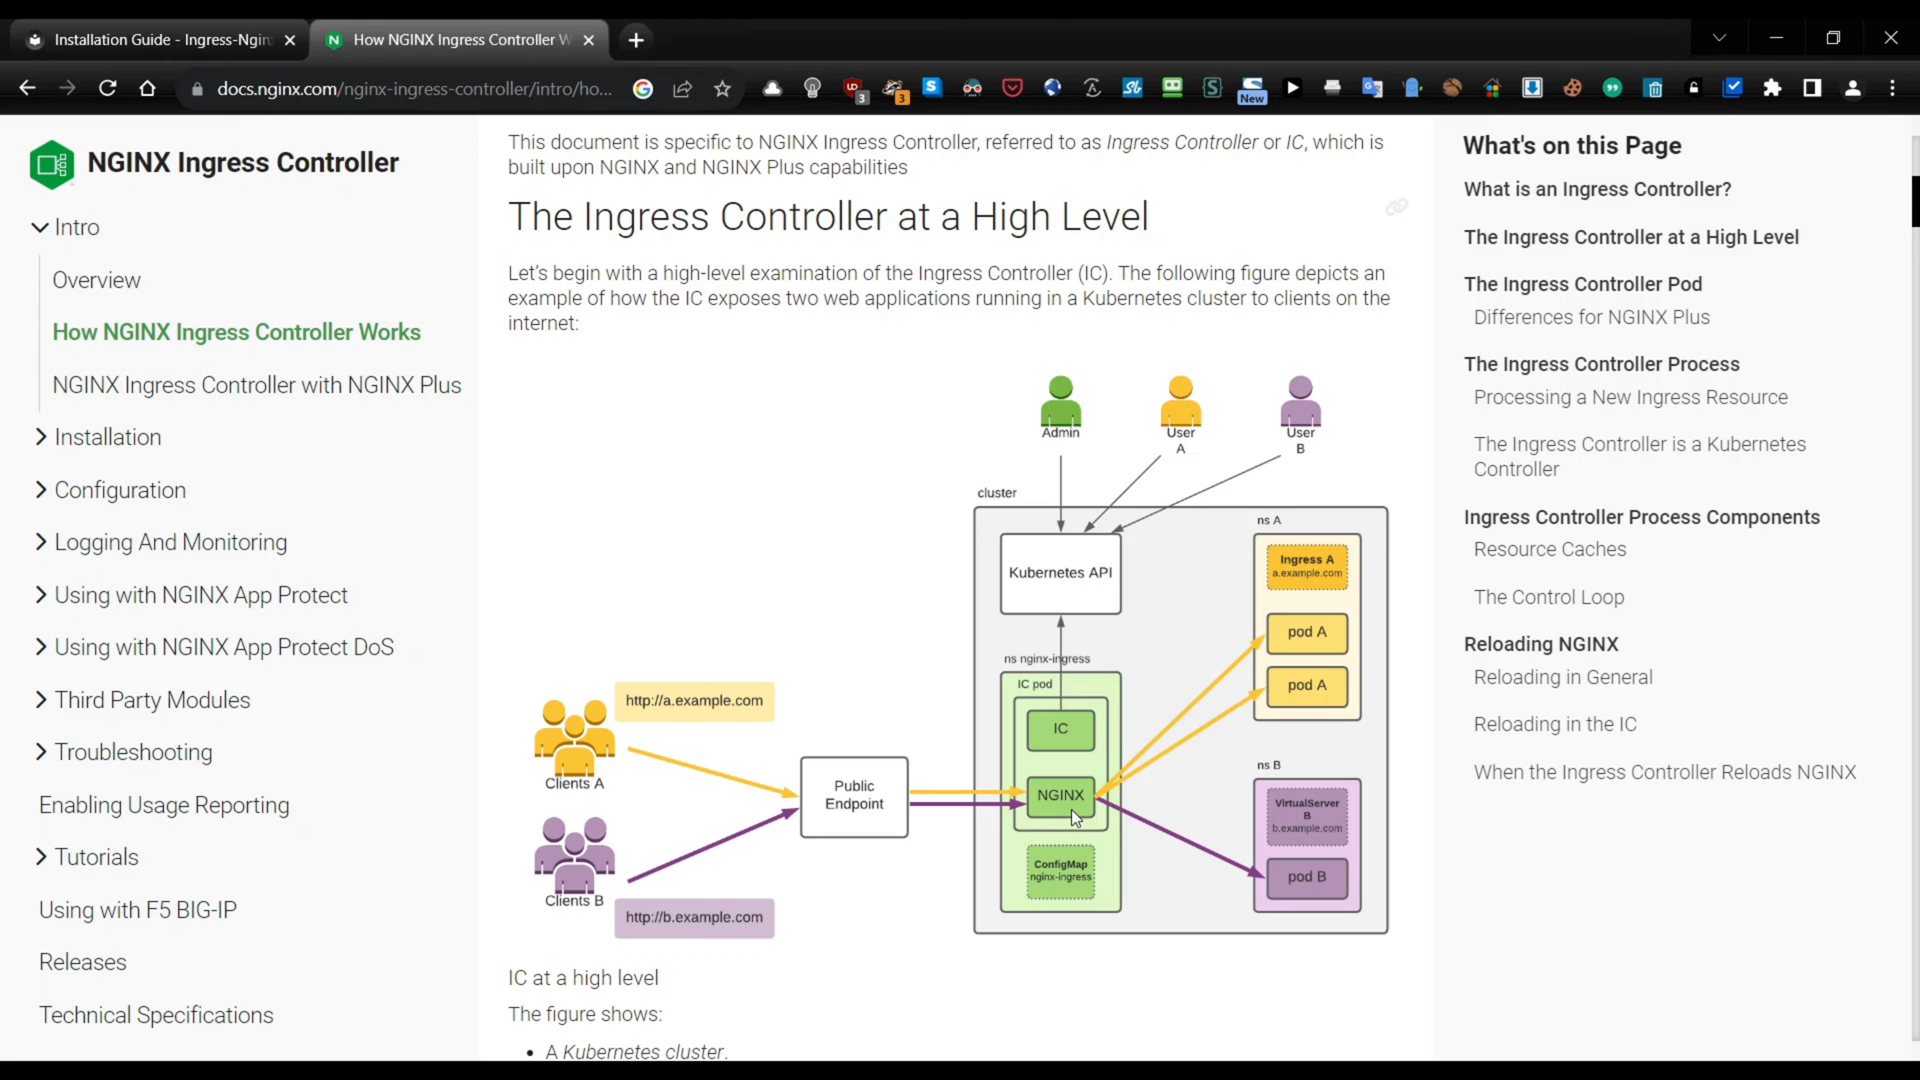 Installation Guide - Ingress-Ngin
How NGINX Ingress Controller W
docs.nginx.com/nginx-ingress-controller/intro/ho...
3
3
New
NGINX Ingress Controller
Intro
Overview
How NGINX Ingress Controller Works
NGINX Ingress Controller with NGINX Plus
Installation
Configuration
Logging And Monitoring
Using with NGINX App Protect
Using with NGINX App Protect DoS
Third Party Modules
Troubleshooting
Enabling Usage Reporting
Tutorials
Using with F5 BIG-IP
Releases
Technical Specifications
This document is specific to NGINX Ingress Controller, referred to as Ingress Controller or IC, which is
built upon NGINX and NGINX Plus capabilities
The Ingress Controller at a High Level
Let's begin with a high-level examination of the Ingress Controller (IC). The following figure depicts an
example of how the IC exposes two web applications running in a Kubernetes cluster to clients on the
internet:
Admin
User
A
User
B
cluster
Kubernetes API
ns A
Ingress A
a.example.com
pod A
pod A
ns nginx-ingress
IC pod
IC
NGINX
ConfigMap
nginx-ingress
http://a.example.com
Clients A
Public
Endpoint
Clients B
http://b.example.com
ns B
VirtualServer
B
b.example.com
pod B
IC at a high level
The figure shows:
• A Kubernetes cluster.
What's on this Page
What is an Ingress Controller?
The Ingress Controller at a High Level
The Ingress Controller Pod
Differences for NGINX Plus
The Ingress Controller Process
Processing a New Ingress Resource
The Ingress Controller is a Kubernetes
Controller
Ingress Controller Process Components
Resource Caches
The Control Loop
Reloading NGINX
Reloading in General
Reloading in the IC
When the Ingress Controller Reloads NGINX